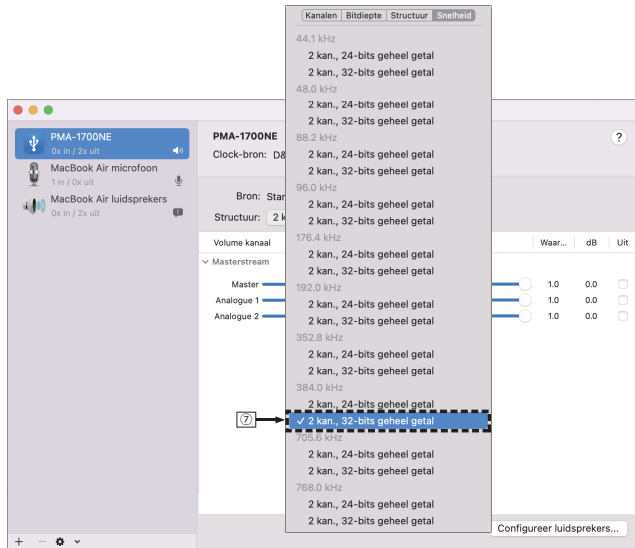 Kanalen Bitdiepte Structuur Snelheid
44.1 kHz
2 kan., 24-bits geheel getal
2 kan., 32-bits geheel getal
48.0 kHz
2 kan., 24-bits geheel getal
2 kan., 32-bits geheel getal
88.2 kHz
2 kan., 24-bits geheel getal
2 kan., 32-bits geheel getal
96.0 kHz
2 kan., 24-bits geheel getal
2 kan., 32-bits geheel getal
176.4 kHz
2 kan., 24-bits geheel getal
2 kan., 32-bits geheel getal
192.0 kHz
2 kan., 24-bits geheel getal
2 kan., 32-bits geheel getal
352.8 kHz
2 kan., 24-bits geheel getal
2 kan., 32-bits geheel getal
384.0 kHz
2 kan., 24-bits geheel getal
⑦ ✓ 2 kan., 32-bits geheel getal
705.6 kHz
2 kan., 24-bits geheel getal
2 kan., 32-bits geheel getal
768.0 kHz
2 kan., 24-bits geheel getal
2 kan., 32-bits geheel getal
PMA-1700NE
0x in / 2x uit
MacBook Air microfoon
1 in / 0x uit
MacBook Air luidsprekers
0x in / 2x uit
PMA-1700NE
?
Clock-bron: D&
Bron: Star
Structuur: 2 k
Volume kanaal Waar... dB Uit
Masterstream
Master 1.0 0.0
Analogue 1 1.0 0.0
Analogue 2 1.0 0.0
Configureer luidsprekers...